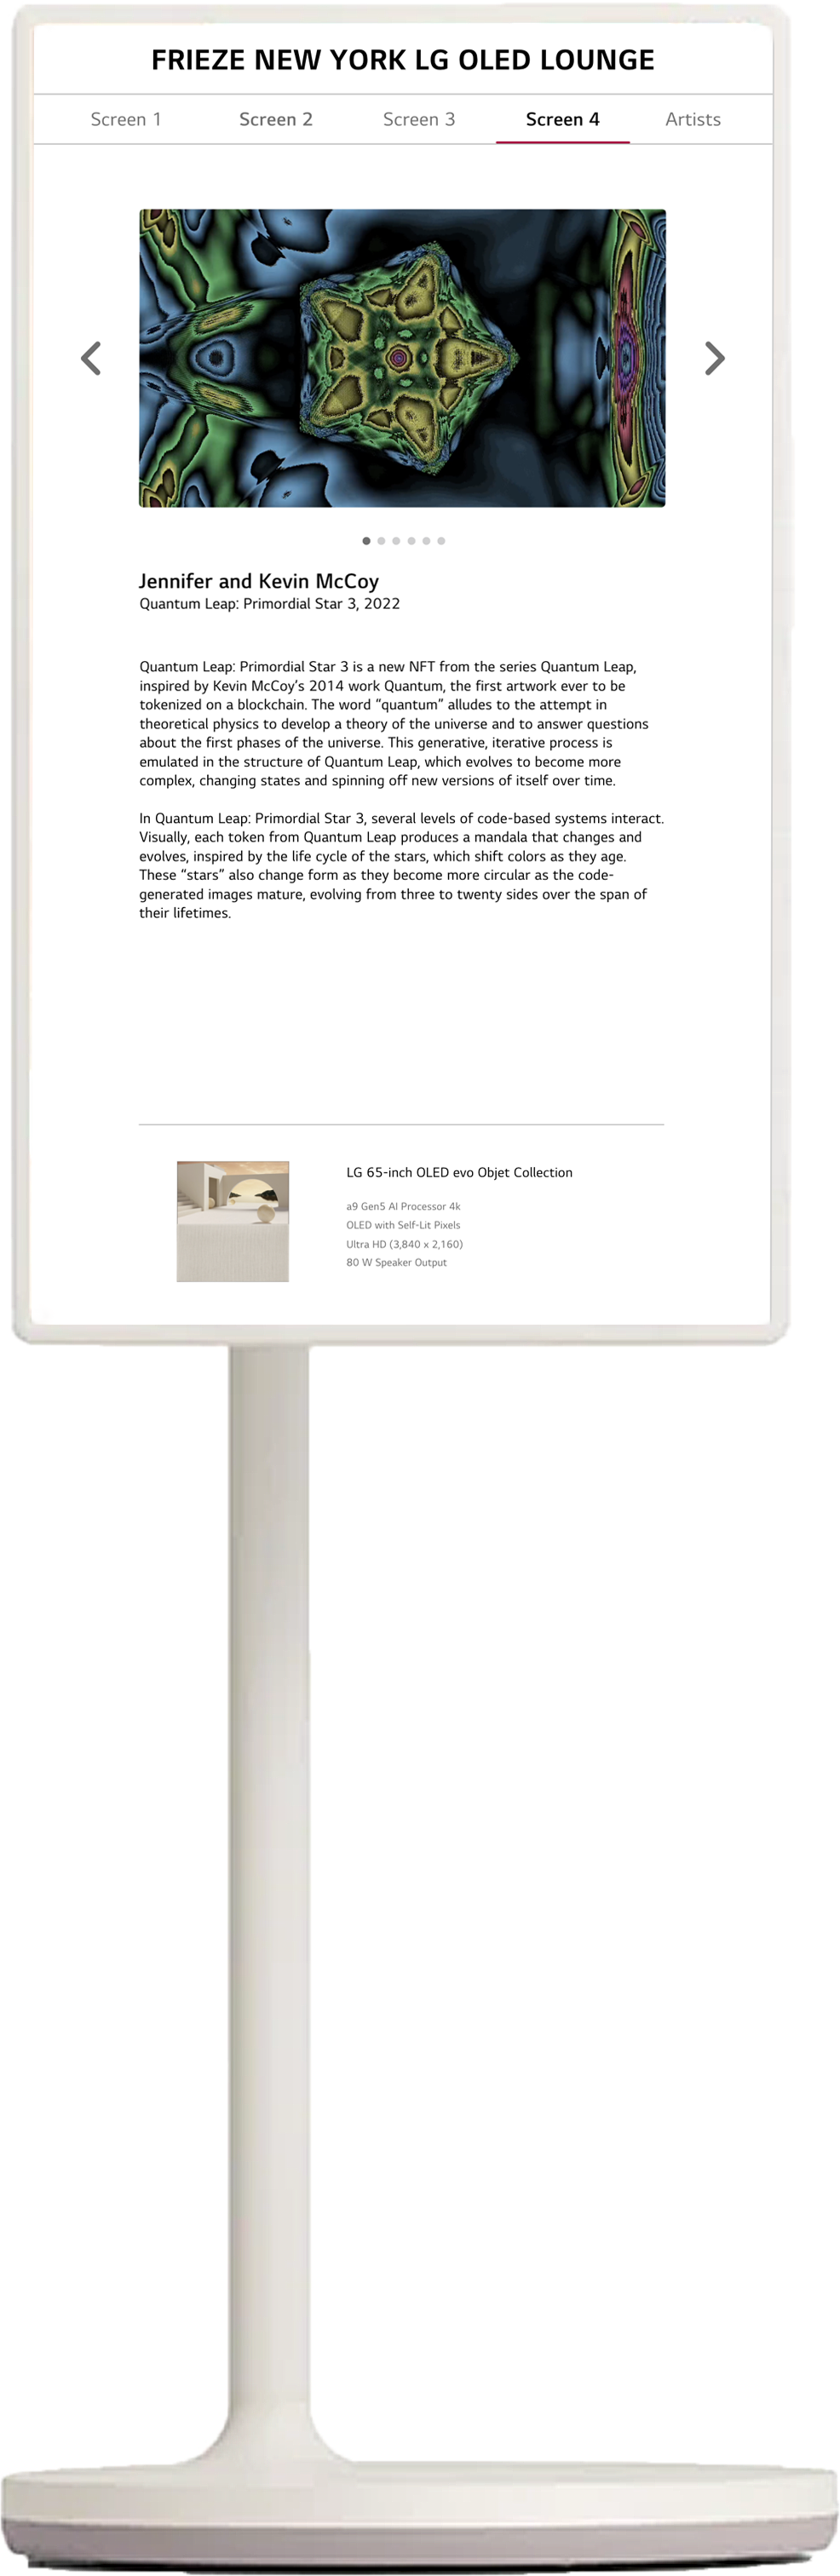 FRIEZE NEW YORK LG OLED LOUNGE
Screen 1 Screen 2 Screen 3 Screen 4 Artists
Jennifer and Kevin McCoy
Quantum Leap: Primordial Star 3, 2022
Quantum Leap: Primordial Star 3 is a new NFT from the series Quantum Leap,
inspired by Kevin McCoy’s 2014 work Quantum, the first artwork ever to be
tokenized on a blockchain. The word “quantum” alludes to the attempt in
theoretical physics to develop a theory of the universe and to answer questions
about the first phases of the universe. This generative, iterative process is
emulated in the structure of Quantum Leap, which evolves to become more
complex, changing states and spinning off new versions of itself over time.
In Quantum Leap: Primordial Star 3, several levels of code-based systems interact.
Visually, each token from Quantum Leap produces a mandala that changes and
evolves, inspired by the life cycle of the stars, which shift colors as they age.
These “stars” also change form as they become more circular as the code-
generated images mature, evolving from three to twenty sides over the span of
their lifetimes.
LG 65-inch OLED evo Objet Collection
a9 Gen5 AI Processor 4k
OLED with Self-Lit Pixels
Ultra HD (3,840 x 2,160)
80 W Speaker Output